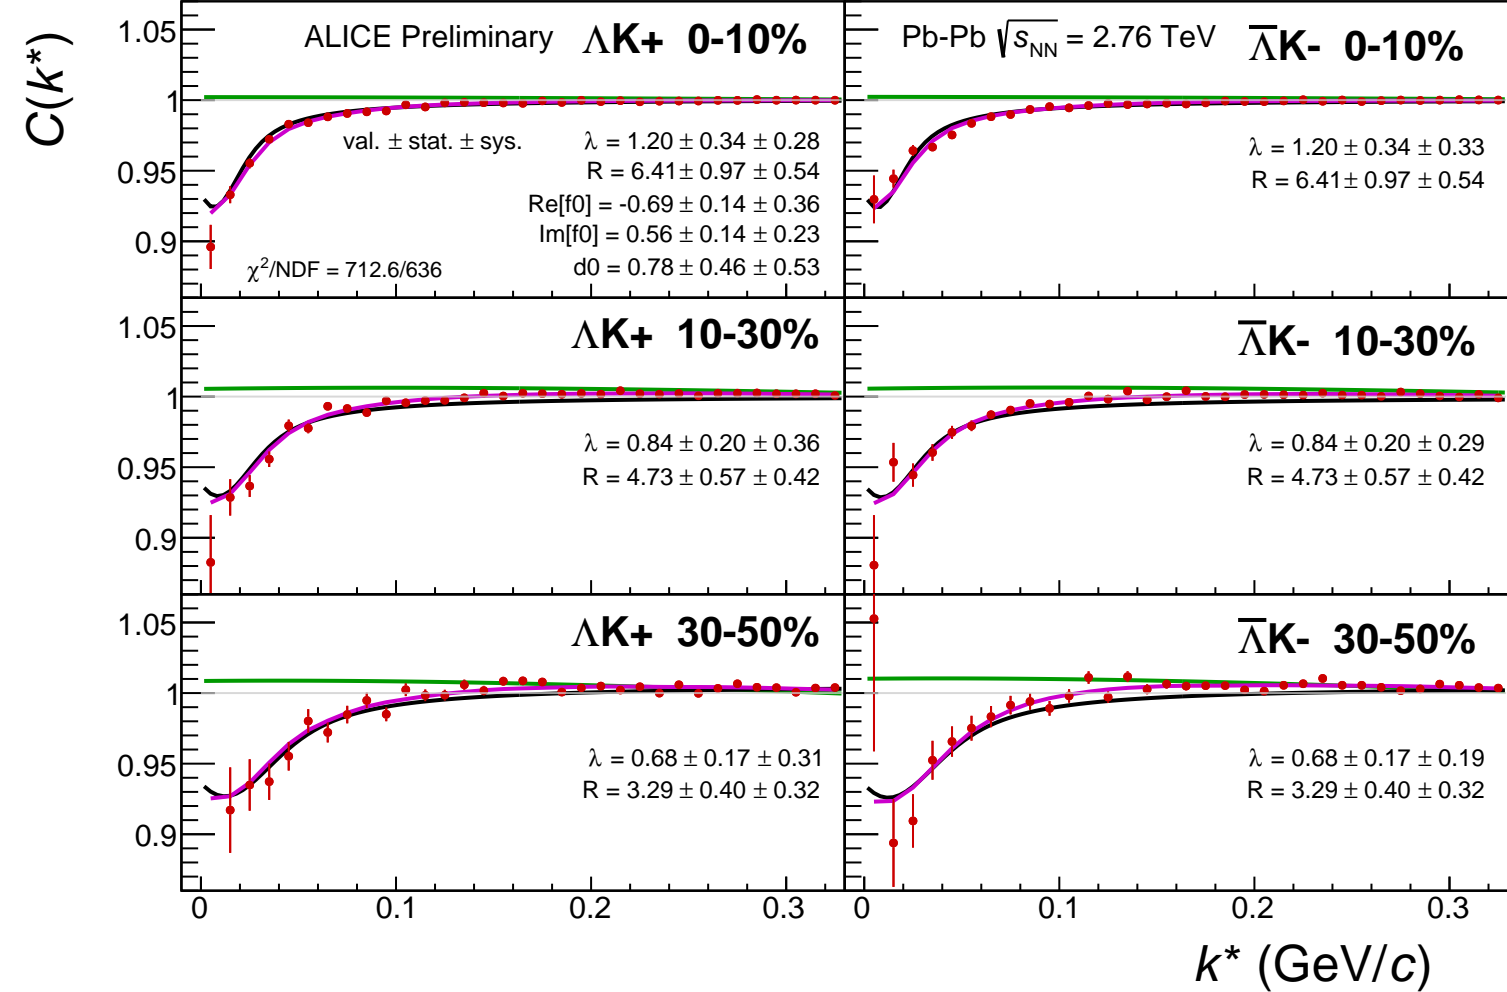 C(k*)
ALICE Preliminary ΛK+ 0-10%
1.05
1
0.95
0.9
val. ± stat. ± sys.
λ = 1.20 ± 0.34 ± 0.28
R = 6.41± 0.97 ± 0.54
Re[f0] = -0.69 ± 0.14 ± 0.36
Im[f0] = 0.56 ± 0.14 ± 0.23
χ²/NDF = 712.6/636
d0 = 0.78 ± 0.46 ± 0.53
Pb-Pb √sNN = 2.76 TeV Λ̅K- 0-10%
λ = 1.20 ± 0.34 ± 0.33
R = 6.41± 0.97 ± 0.54
ΛK+ 10-30%
1.05
1
0.95
0.9
λ = 0.84 ± 0.20 ± 0.36
R = 4.73 ± 0.57 ± 0.42
Λ̅K- 10-30%
λ = 0.84 ± 0.20 ± 0.29
R = 4.73 ± 0.57 ± 0.42
ΛK+ 30-50%
1.05
1
0.95
0.9
λ = 0.68 ± 0.17 ± 0.31
R = 3.29 ± 0.40 ± 0.32
Λ̅K- 30-50%
λ = 0.68 ± 0.17 ± 0.19
R = 3.29 ± 0.40 ± 0.32
0 0.1 0.2 0.3
0 0.1 0.2 0.3
k* (GeV/c)